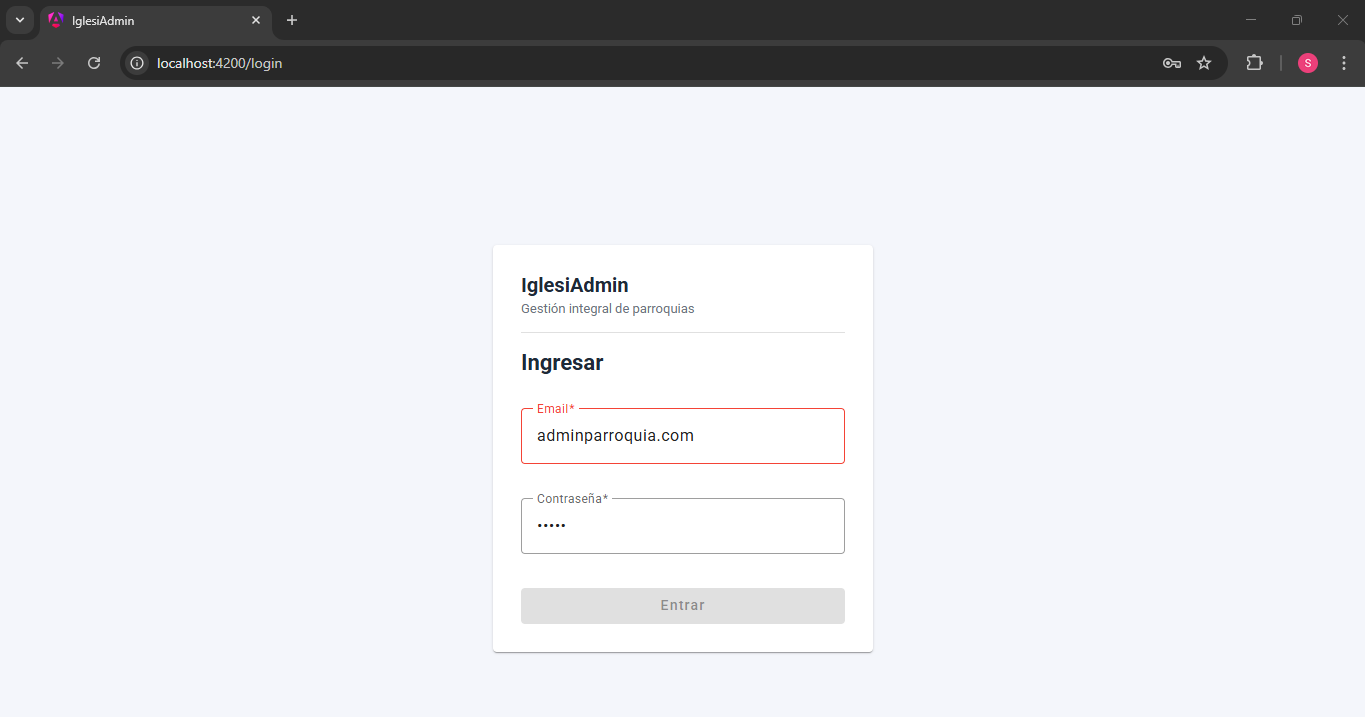 IglesiAdmin
localhost:4200/login
S
IglesiAdmin
Gestión integral de parroquias
Ingresar
Email*
adminparroquia.com
Contraseña*
•••••
Entrar